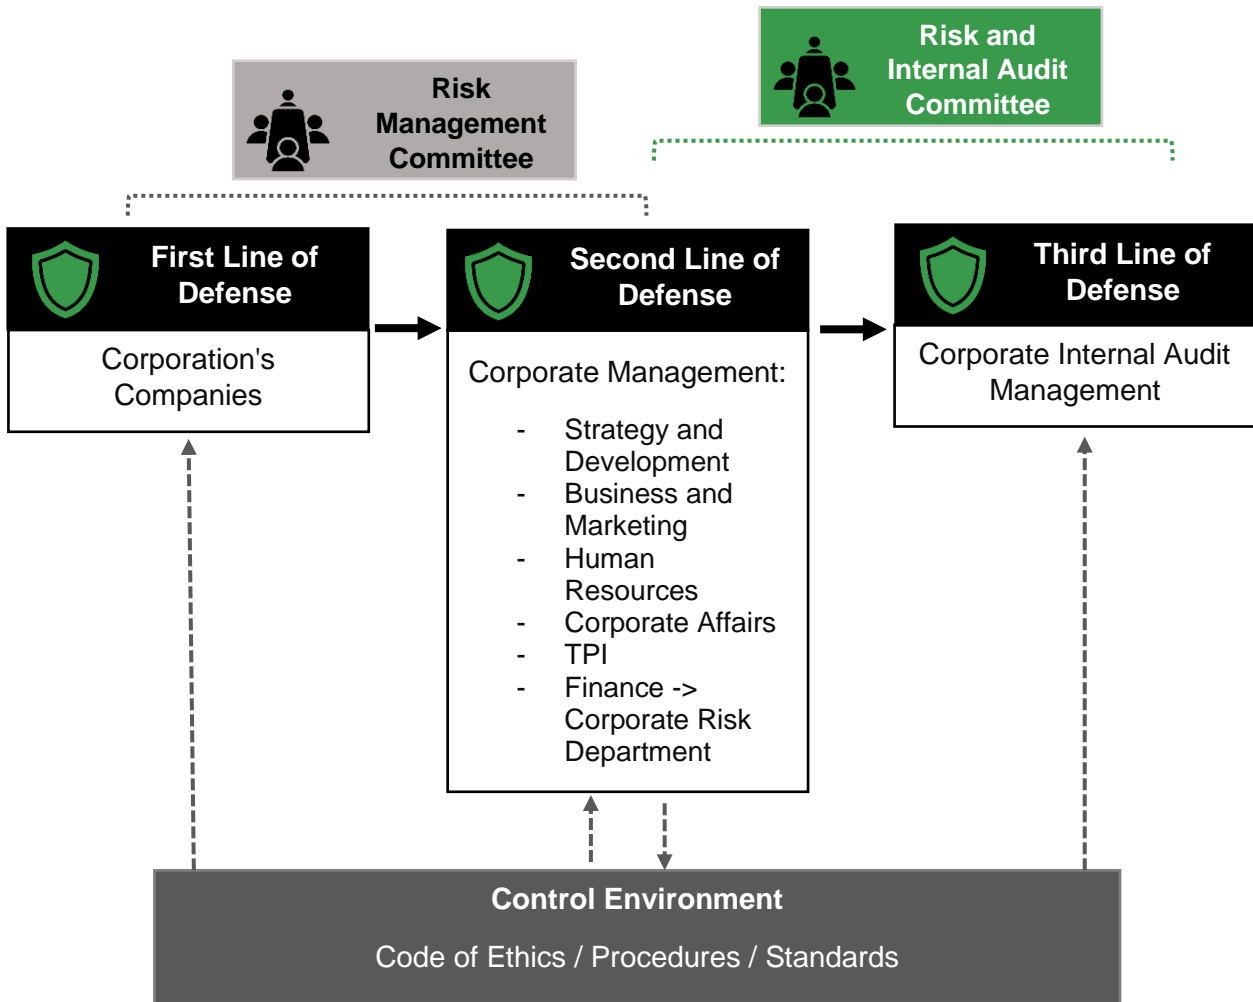 Risk and
Internal Audit
Committee
Risk
Management
Committee
First Line of
Defense
Corporation's
Companies
Second Line of
Defense
Corporate Management:
- Strategy and
Development
- Business and
Marketing
- Human
Resources
- Corporate Affairs
- TPI
- Finance ->
Corporate Risk
Department
Third Line of
Defense
Corporate Internal Audit
Management
Control Environment
Code of Ethics / Procedures / Standards